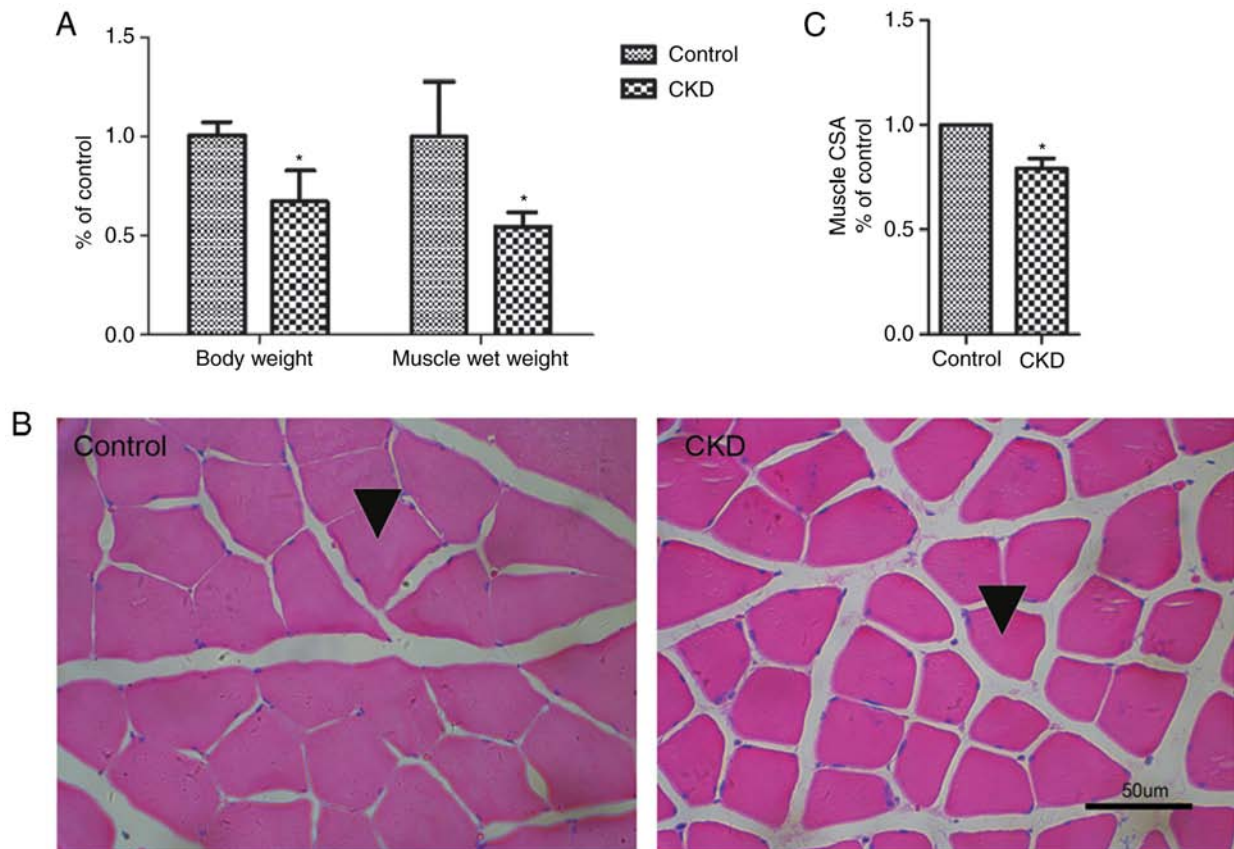 A
1.5
1.0
0.5
0.0
% of control
*
*
Body weight
Muscle wet weight
Control
CKD
C
1.5
1.0
0.5
0.0
Muscle CSA
% of control
*
Control
CKD
B
Control
CKD
50um